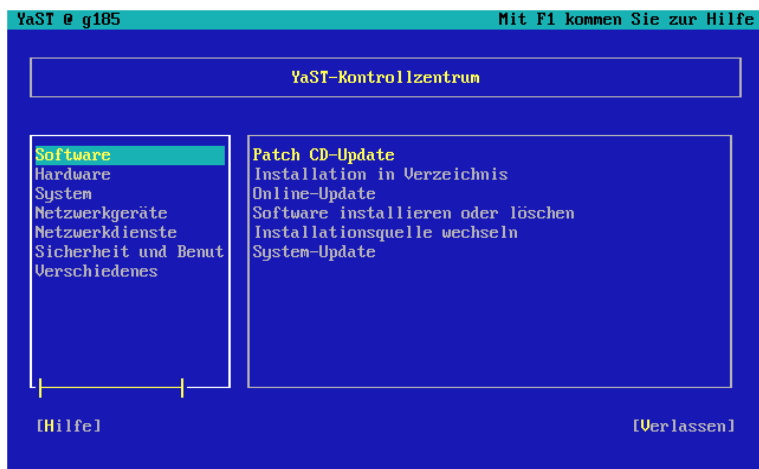 YaST @ g185 Mit F1 kommen Sie zur Hilfe
YaST-Kontrollzentrum
Software
Hardware
System
Netzwerkgeräte
Netzwerkdienste
Sicherheit und Benut
Verschiedenes
Patch CD-Update
Installation in Verzeichnis
Online-Update
Software installieren oder löschen
Installationsquelle wechseln
System-Update
[Hilfe] [Verlassen]